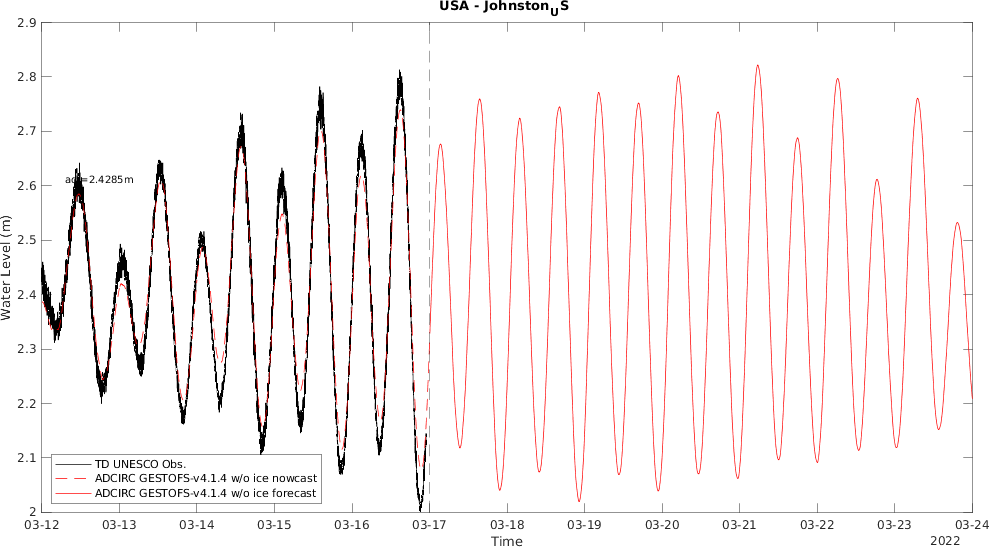 USA - Johnston_US
2.9
2.8
2.7
2.6
2.5
2.4
2.3
2.2
2.1
2
Water Level (m)
=2.4285m
TD UNESCO Obs.
ADCIRC GESTOFS-v4.1.4 w/o ice nowcast
ADCIRC GESTOFS-v4.1.4 w/o ice forecast
03-12 03-13 03-14 03-15 03-16 03-17 03-18 03-19 03-20 03-21 03-22 03-23 03-24
Time
2022